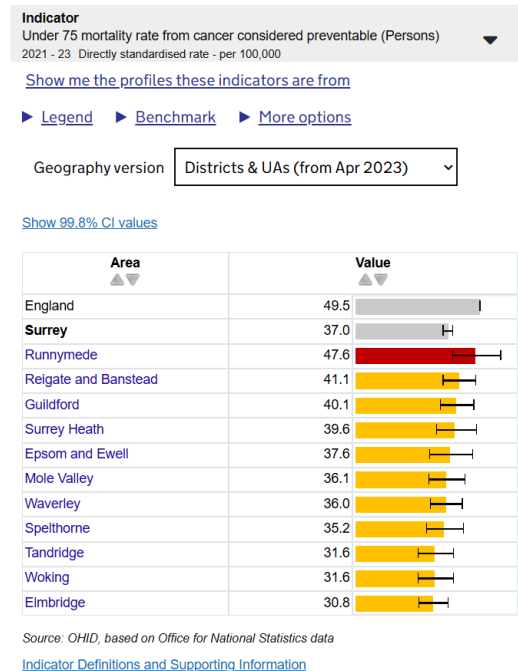 Indicator
Under 75 mortality rate from cancer considered preventable (Persons)
2021 - 23 Directly standardised rate - per 100,000
Show me the profiles these indicators are from
Legend Benchmark More options
Geography version Districts & UAs (from Apr 2023)
Show 99.8% CI values
Area Value
England 49.5
Surrey 37.0
Runnymede 47.6
Reigate and Banstead 41.1
Guildford 40.1
Surrey Heath 39.6
Epsom and Ewell 37.6
Mole Valley 36.1
Waverley 36.0
Spelthorne 35.2
Tandridge 31.6
Woking 31.6
Elmbridge 30.8
Source: OHID, based on Office for National Statistics data
Indicator Definitions and Supporting Information